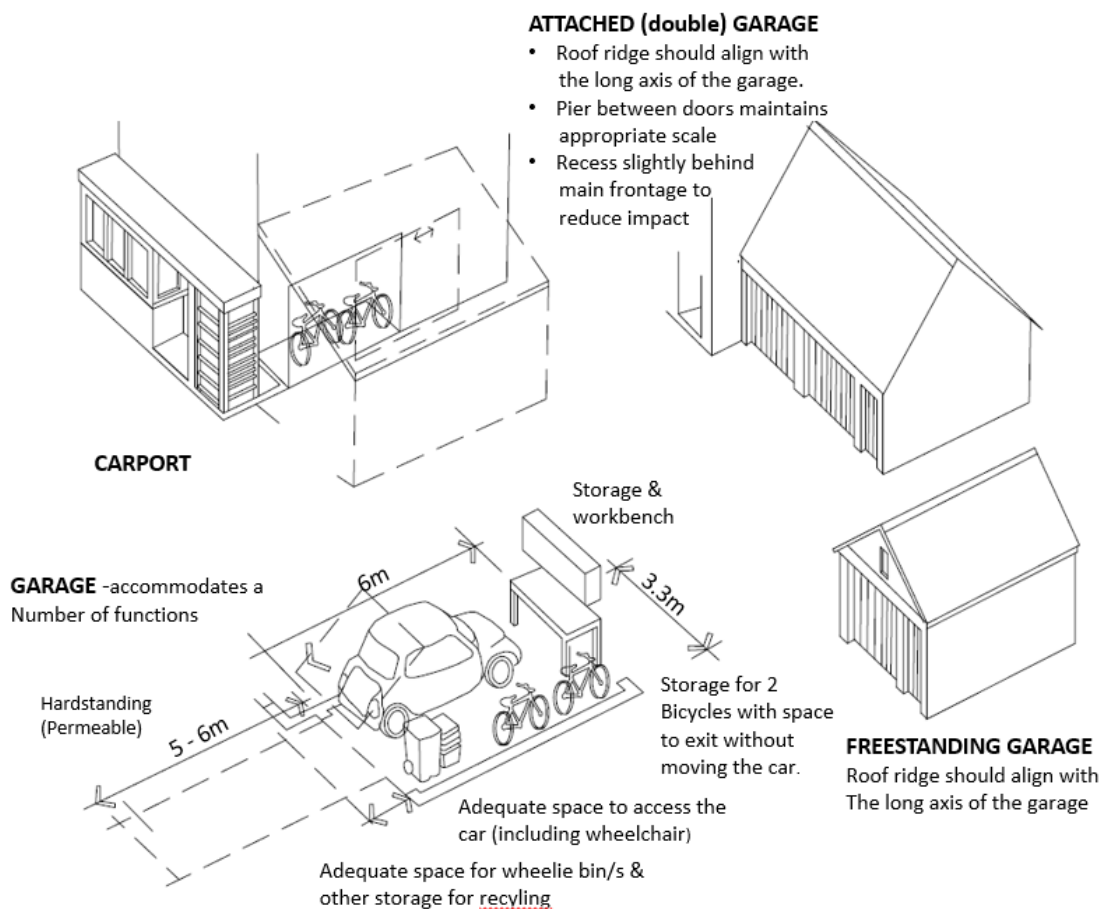 ATTACHED (double) GARAGE
• Roof ridge should align with
the long axis of the garage.
• Pier between doors maintains
appropriate scale
• Recess slightly behind
main frontage to
reduce impact
CARPORT
Storage &
workbench
GARAGE -accommodates a
Number of functions
6m
3.3m
Hardstanding
(Permeable)
5 - 6m
Storage for 2
Bicycles with space
to exit without
moving the car.
FREESTANDING GARAGE
Roof ridge should align with
The long axis of the garage
Adequate space to access the
car (including wheelchair)
Adequate space for wheelie bin/s &
other storage for recyling